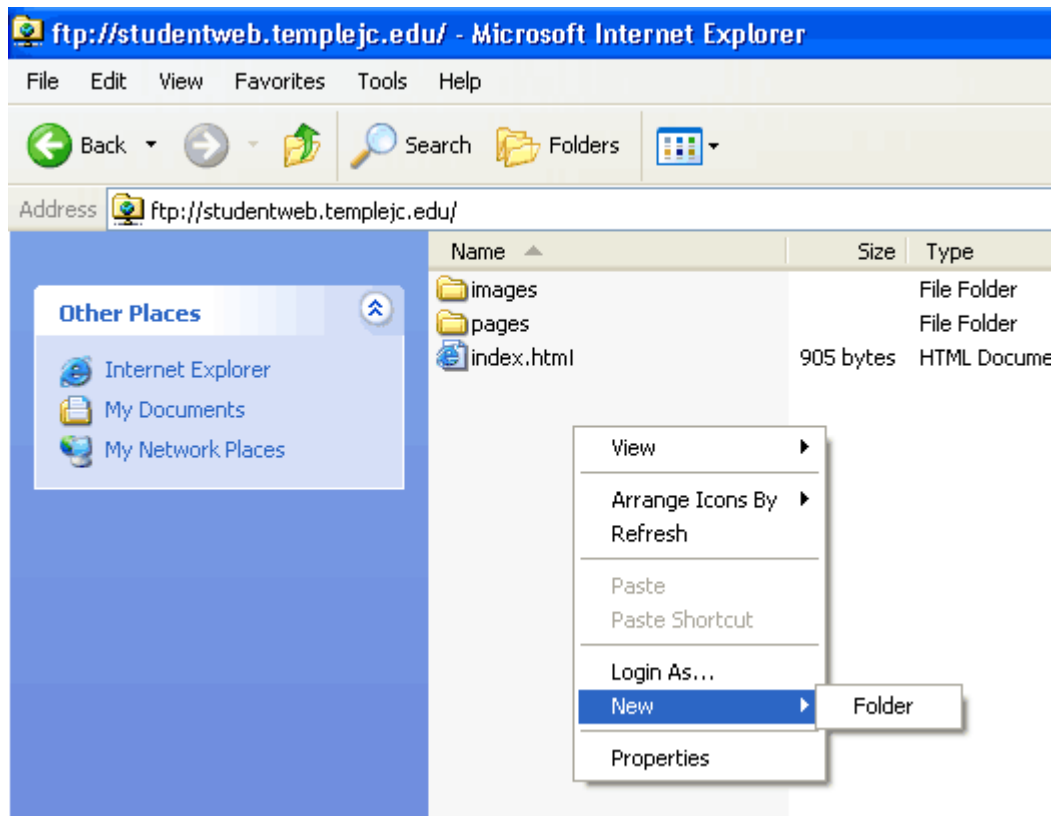 ftp://studentweb.templejc.edu/ - Microsoft Internet Explorer
File Edit View Favorites Tools Help
Back Search Folders
Address ftp://studentweb.templejc.edu/
Name Size Type
Other Places
Internet Explorer
My Documents
My Network Places
images File Folder
pages File Folder
index.html 905 bytes HTML Docume
View
Arrange Icons By
Refresh
Paste
Paste Shortcut
Login As...
New Folder
Properties